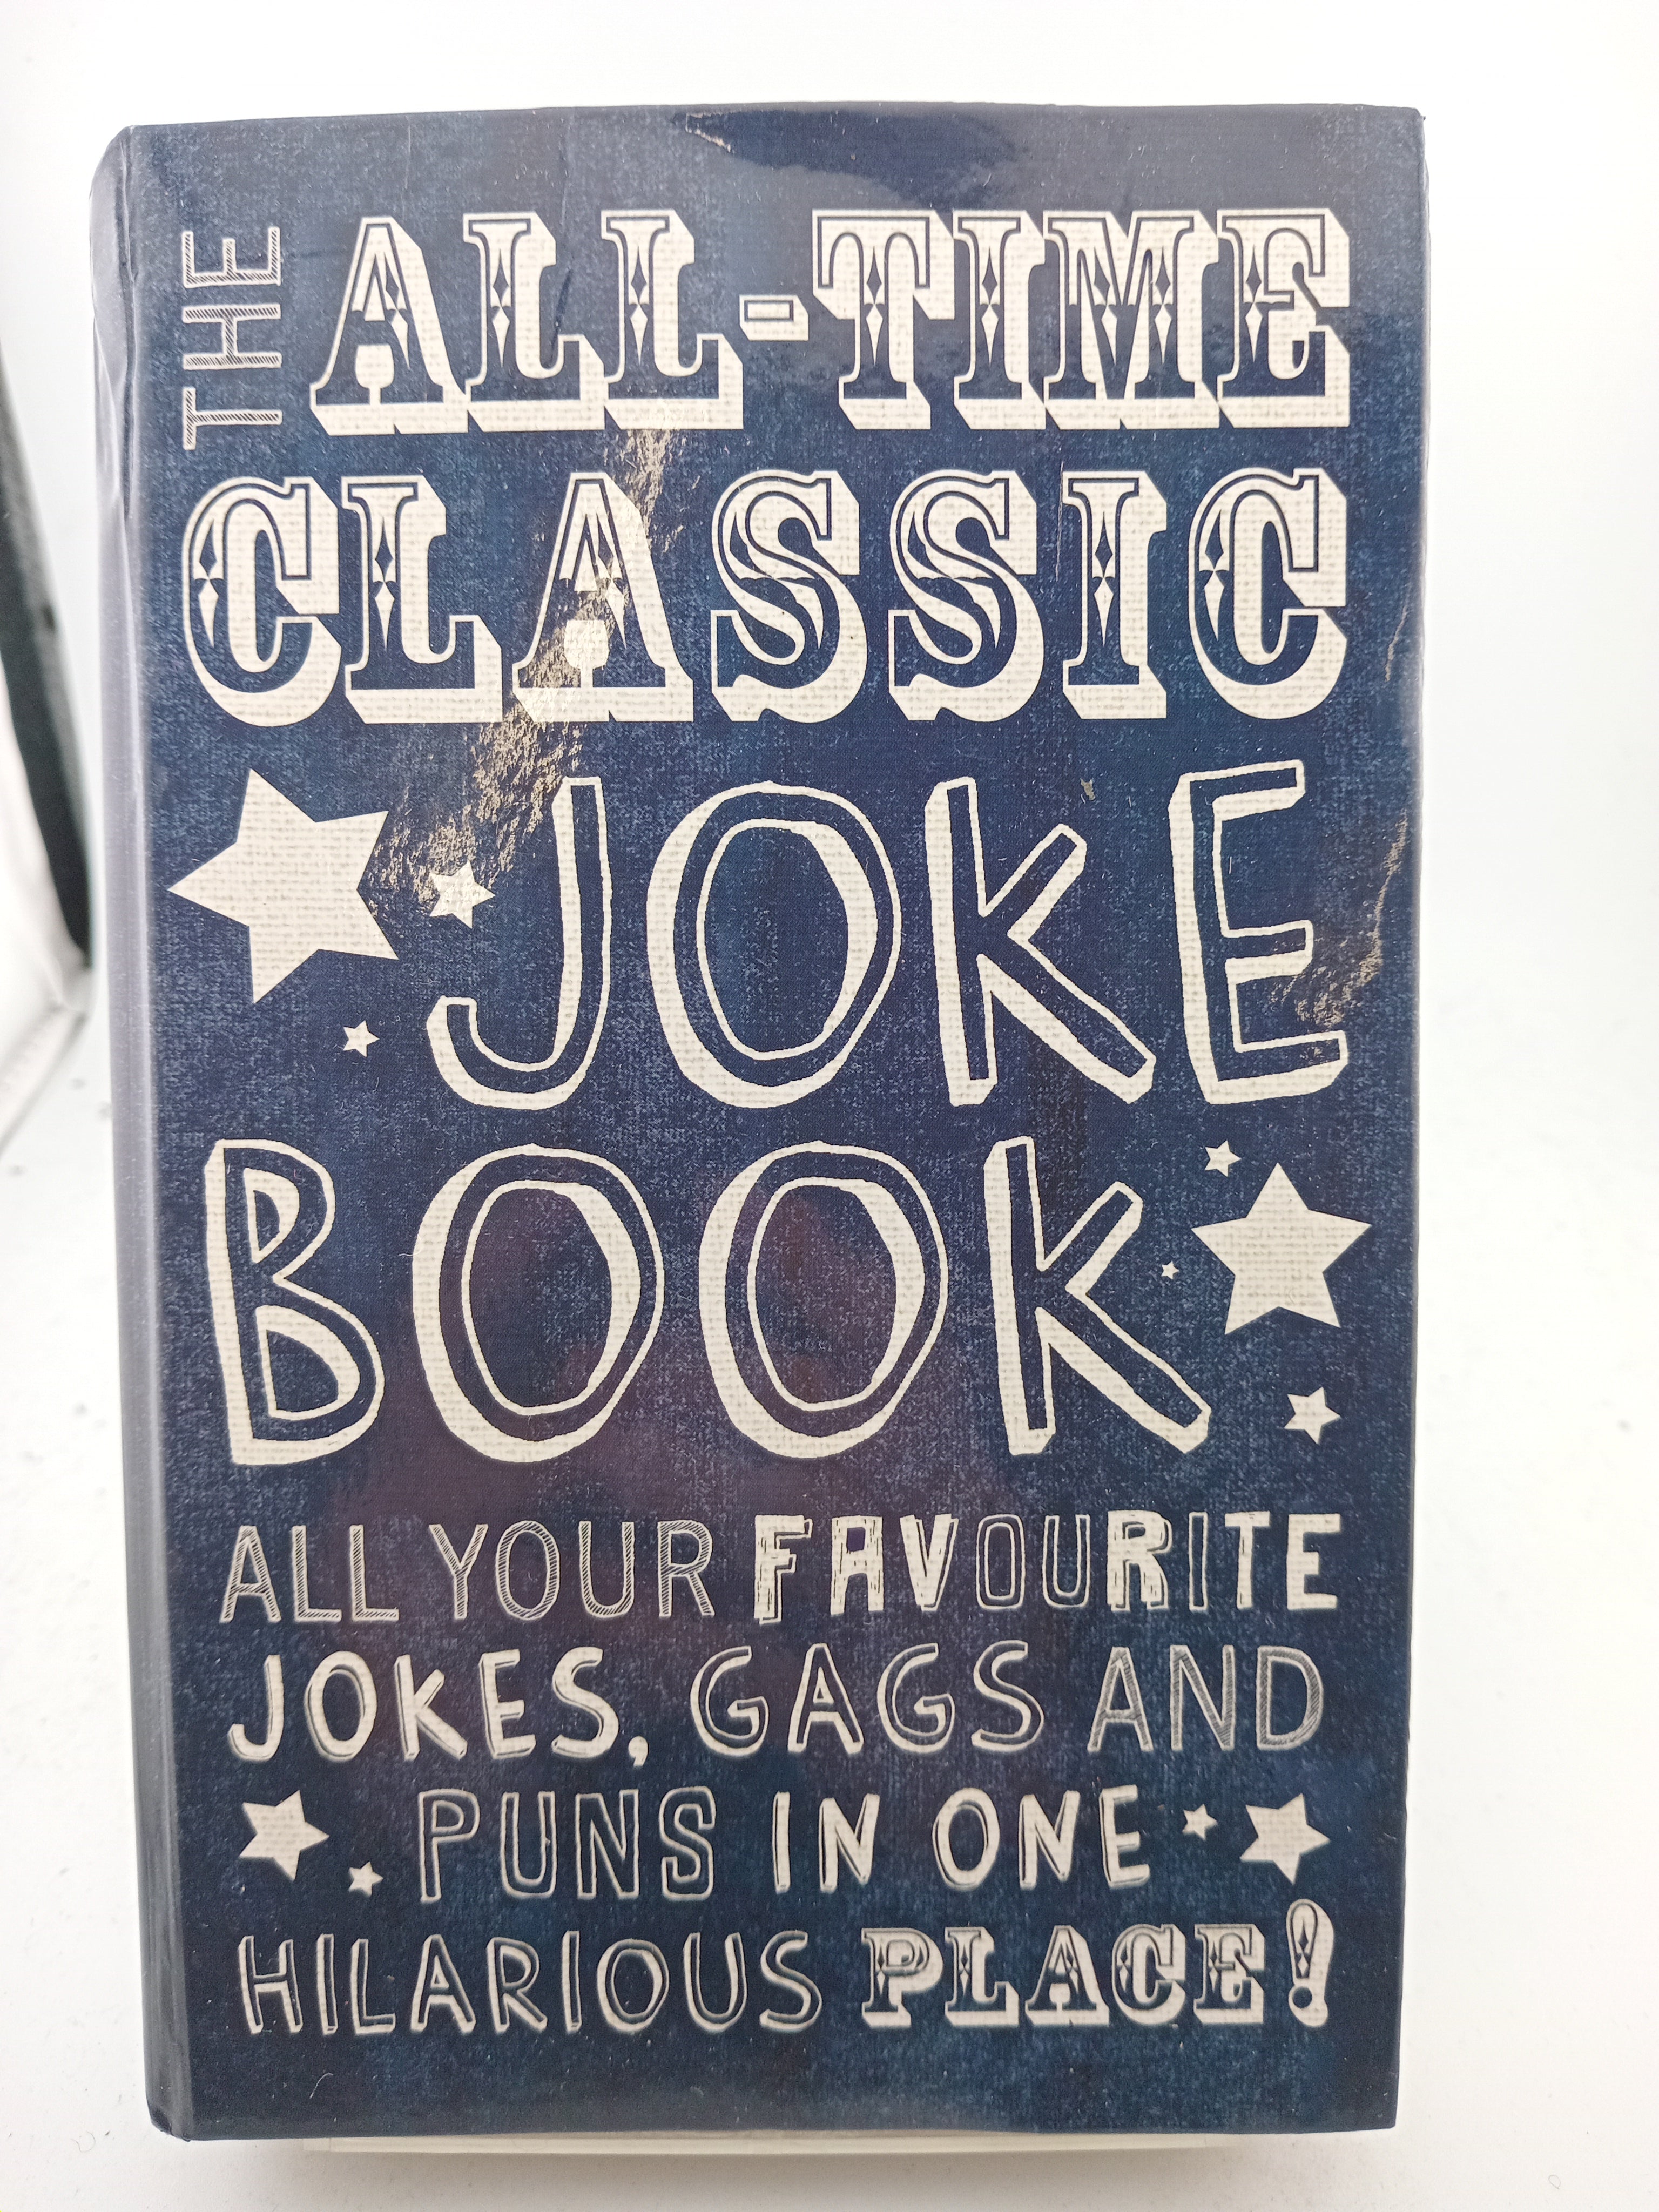 THE ALL-TIME
CLASSIC
JOKE
BOOK
ALL YOUR FAVOURITE
JOKES, GAGS AND
PUNS IN ONE
HILARIOUS PLACE!